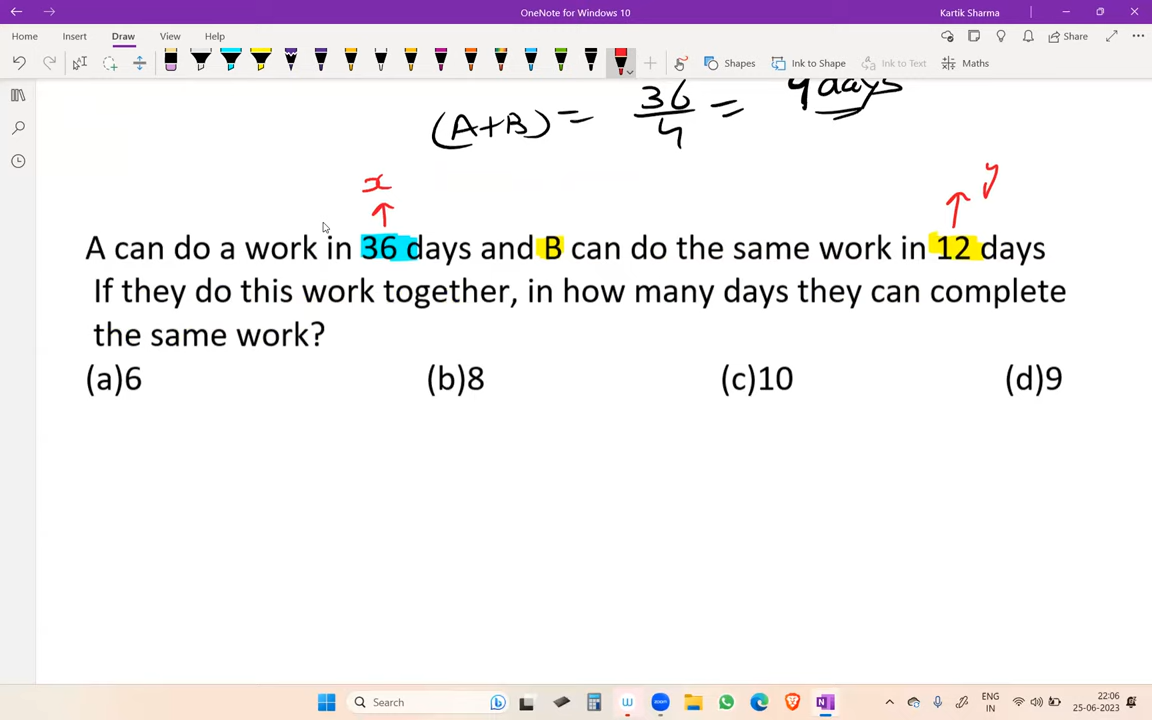 OneNote for Windows 10
Kartik Sharma
Home Insert Draw View Help
Share
Shapes Ink to Shape Ink to Text Maths
(A+B) = 36/4 = 9 days
x y
A can do a work in 36 days and B can do the same work in 12 days
If they do this work together, in how many days they can complete
the same work?
(a)6 (b)8 (c)10 (d)9
Search
ENG
IN
22:06
25-06-2023